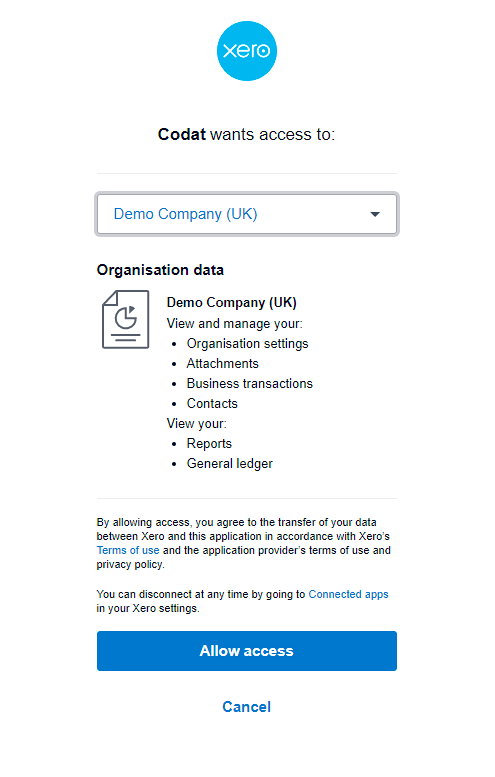 xero
Codat wants access to:
Demo Company (UK)
Organisation data
Demo Company (UK)
View and manage your:
• Organisation settings
• Attachments
• Business transactions
• Contacts
View your:
• Reports
• General ledger
By allowing access, you agree to the transfer of your data
between Xero and this application in accordance with Xero's
Terms of use and the application provider's terms of use and
privacy policy.
You can disconnect at any time by going to Connected apps
in your Xero settings.
Allow access
Cancel